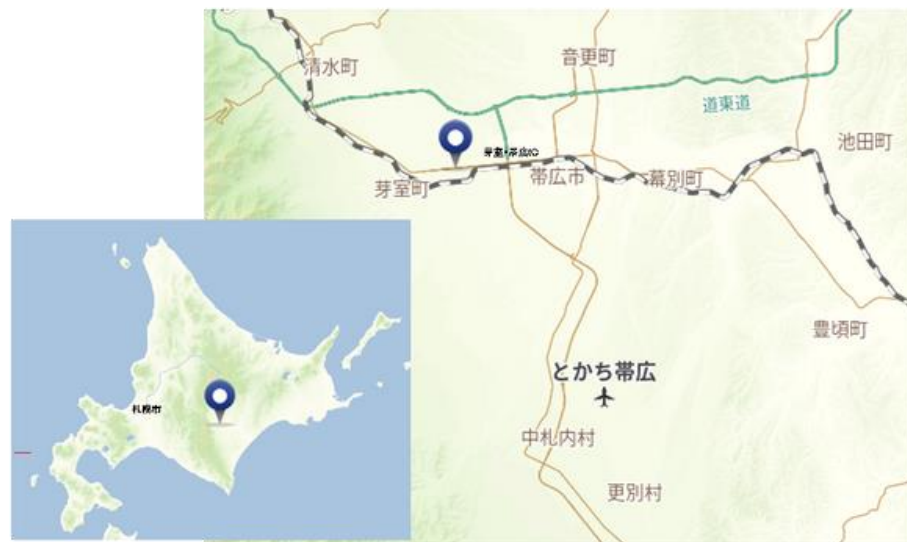 清水町
音更町
道東道
池田町
芽室・帯広IC
芽室町
帯広市
幕別町
豊頃町
とかち帯広
札幌市
中札内村
更別村